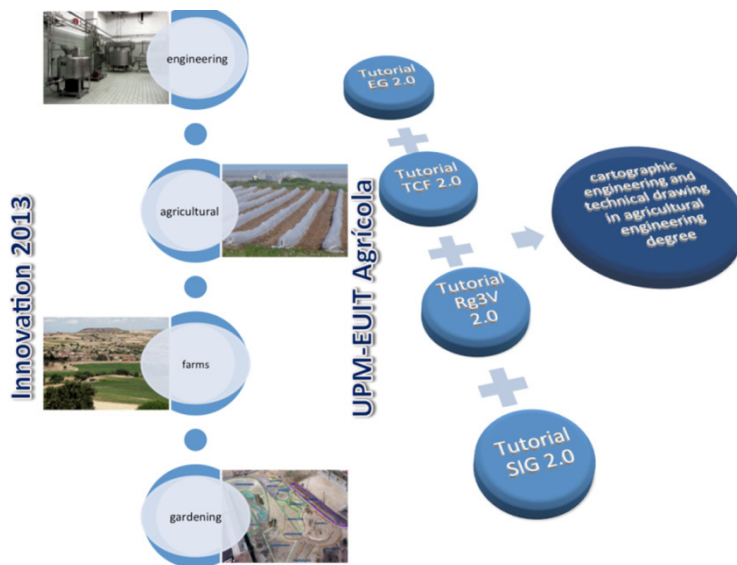 Innovation 2013
engineering
agricultural
farms
gardening
UPM-EUIT Agrícola
Tutorial
EG 2.0
Tutorial
TCF 2.0
Tutorial
Rg3V
2.0
Tutorial
SIG 2.0
cartographic
engineering and
technical drawing
in agricultural
engineering
degree